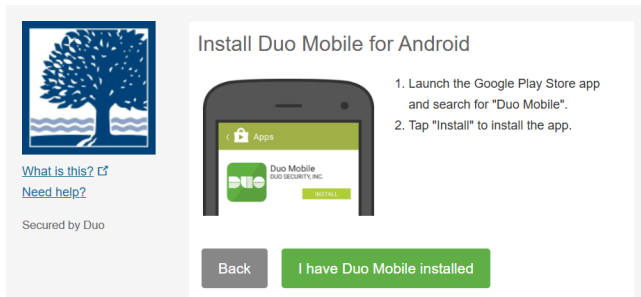 What is this?
Need help?
Secured by Duo
Install Duo Mobile for Android
Apps
Duo Mobile
DUO SECURITY, INC.
INSTALL
DUO
1. Launch the Google Play Store app
and search for "Duo Mobile".
2. Tap "Install" to install the app.
Back
I have Duo Mobile installed